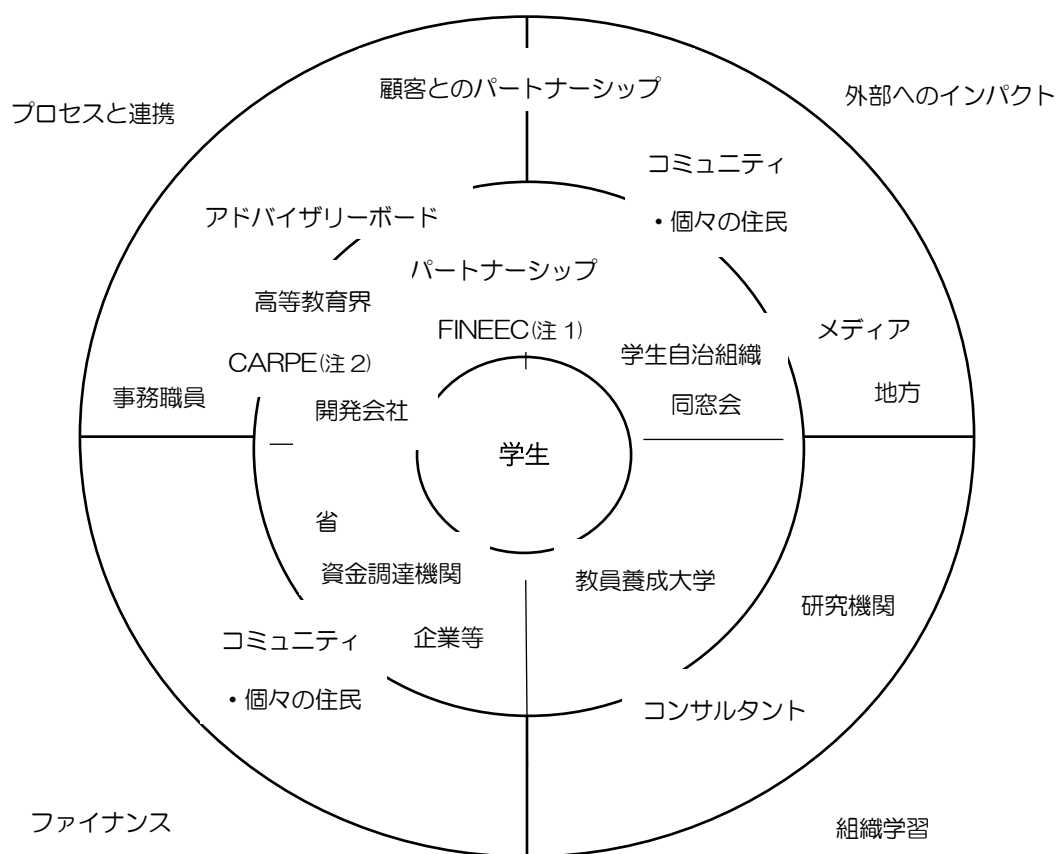 顧客とのパートナーシップ
プロセスと連携
外部へのインパクト
コミュニティ
・個々の住民
アドバイザリーボード
パートナーシップ
高等教育界
FINEEC(注 1)
メディア
学生自治組織
CARPE(注 2)
事務職員
開発会社
同窓会
地方
学生
省
資金調達機関
教員養成大学
研究機関
コミュニティ
企業等
・個々の住民
コンサルタント
ファイナンス
組織学習